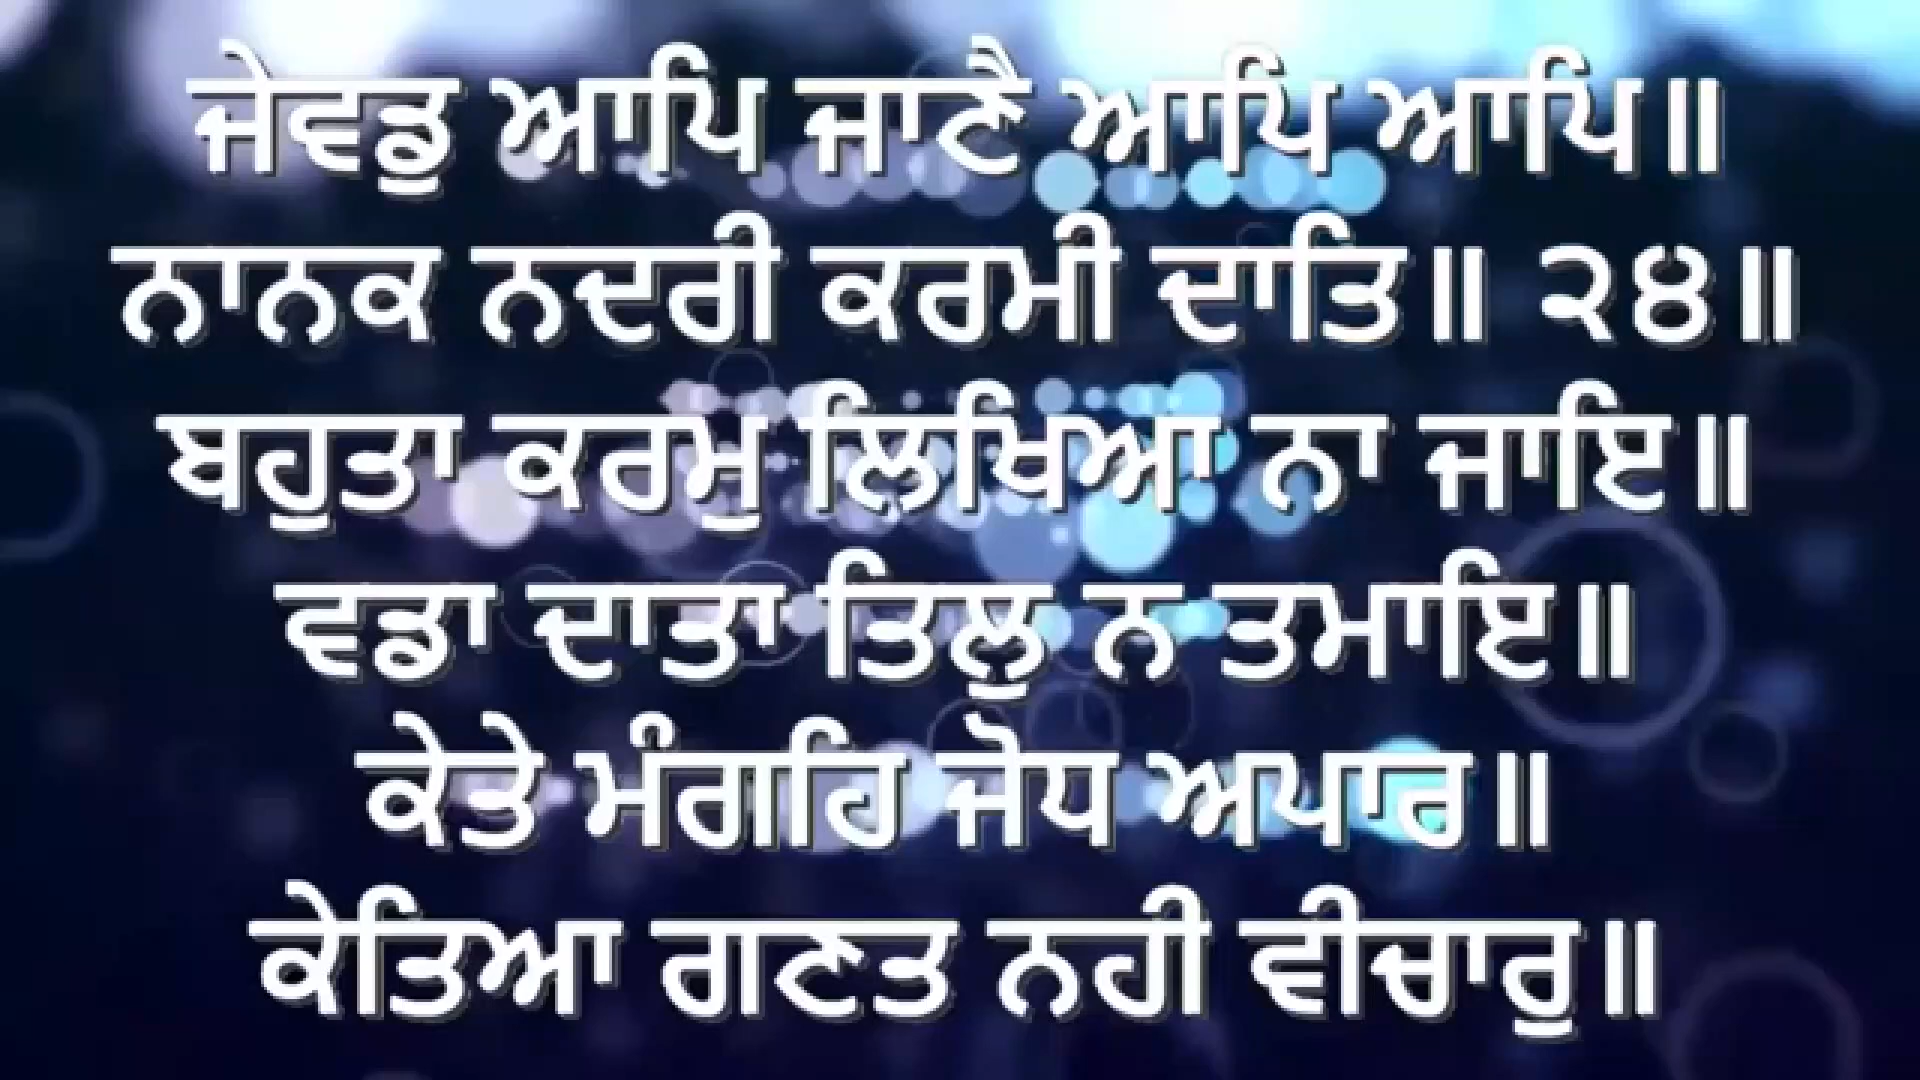 ਜੇਵਡੁ ਆਪਿ ਜਾਣੈ ਆਪਿ ਆਪਿ॥
ਨਾਨਕ ਨਦਰੀ ਕਰਮੀ ਦਾਤਿ॥ ੨੪॥
ਬਹੁਤਾ ਕਰਮੁ ਲਿਖਿਆ ਨਾ ਜਾਇ॥
ਵਡਾ ਦਾਤਾ ਤਿਲੁ ਨ ਤਮਾਇ॥
ਕੇਤੇ ਮੰਗਹਿ ਜੋਧ ਅਪਾਰ॥
ਕੇਤਿਆ ਗਣਤ ਨਹੀ ਵੀਚਾਰੁ॥